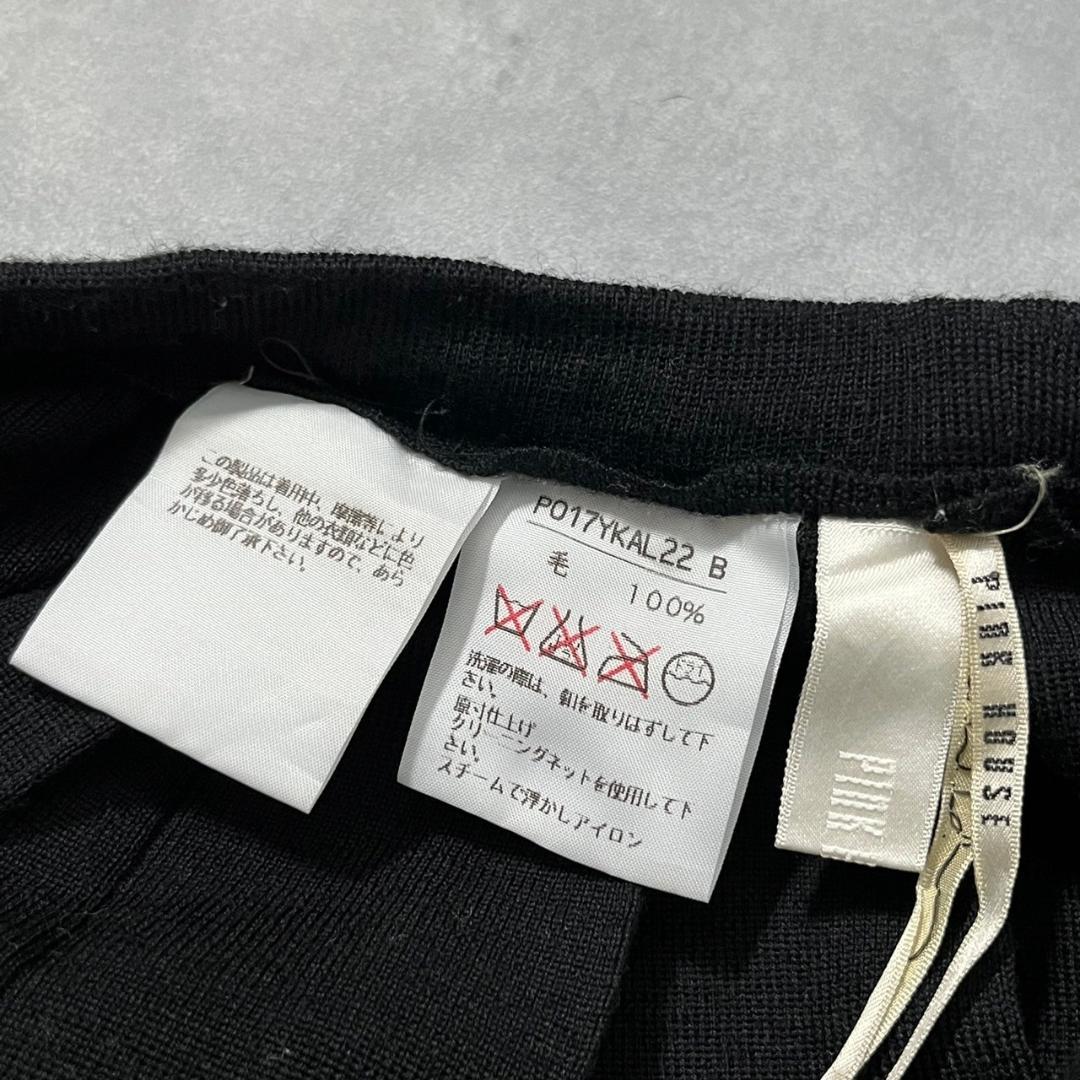 この製品は着用中、摩擦等により
多少色落ちし、他の衣類などに色
が移る場合がありますので、あら
かじめ御了承下さい。
P017YKAL22 B
毛 100%
ドライ
洗濯の際は、釦を取りはずして下
さい。
原寸仕上げ
クリーニングネットを使用して下
さい。
スチームで浮かしアイロン
PINK
PINK HOUSE